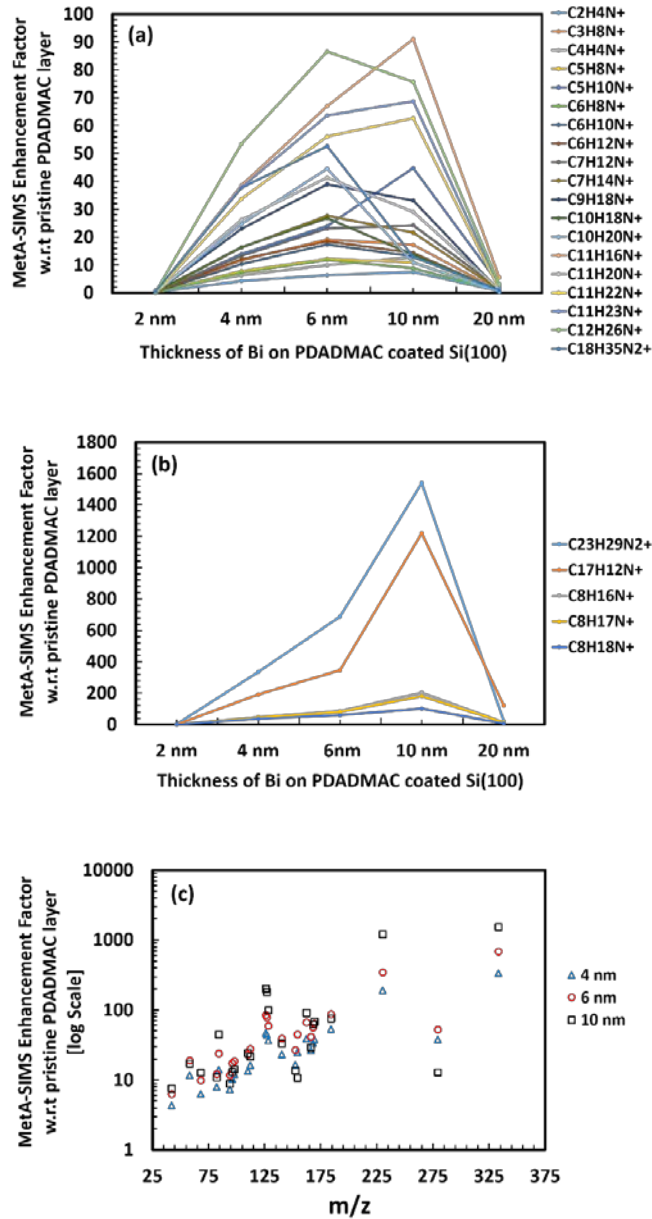 MetA-SIMS Enhancement Factor
w.r.t pristine PDADMAC layer
100
90
80
70
60
50
40
30
20
10
0
(a)
2 nm 4 nm 6 nm 10 nm 20 nm
Thickness of Bi on PDADMAC coated Si(100)
C2H4N+
C3H8N+
C4H4N+
C5H8N+
C5H10N+
C6H8N+
C6H10N+
C6H12N+
C7H12N+
C7H14N+
C9H18N+
C10H18N+
C10H20N+
C11H16N+
C11H20N+
C11H22N+
C11H23N+
C12H26N+
C18H35N2+
MetA-SIMS Enhancement Factor
w.r.t pristine PDADMAC layer
1800
1600
1400
1200
1000
800
600
400
200
0
(b)
2 nm 4 nm 6nm 10 nm 20 nm
Thickness of Bi on PDADMAC coated Si(100)
C23H29N2+
C17H12N+
C8H16N+
C8H17N+
C8H18N+
MetA-SIMS Enhancement Factor
w.r.t pristine PDADMAC layer
[log Scale]
10000
1000
100
10
1
(c)
25 75 125 175 225 275 325 375
m/z
4 nm
6 nm
10 nm